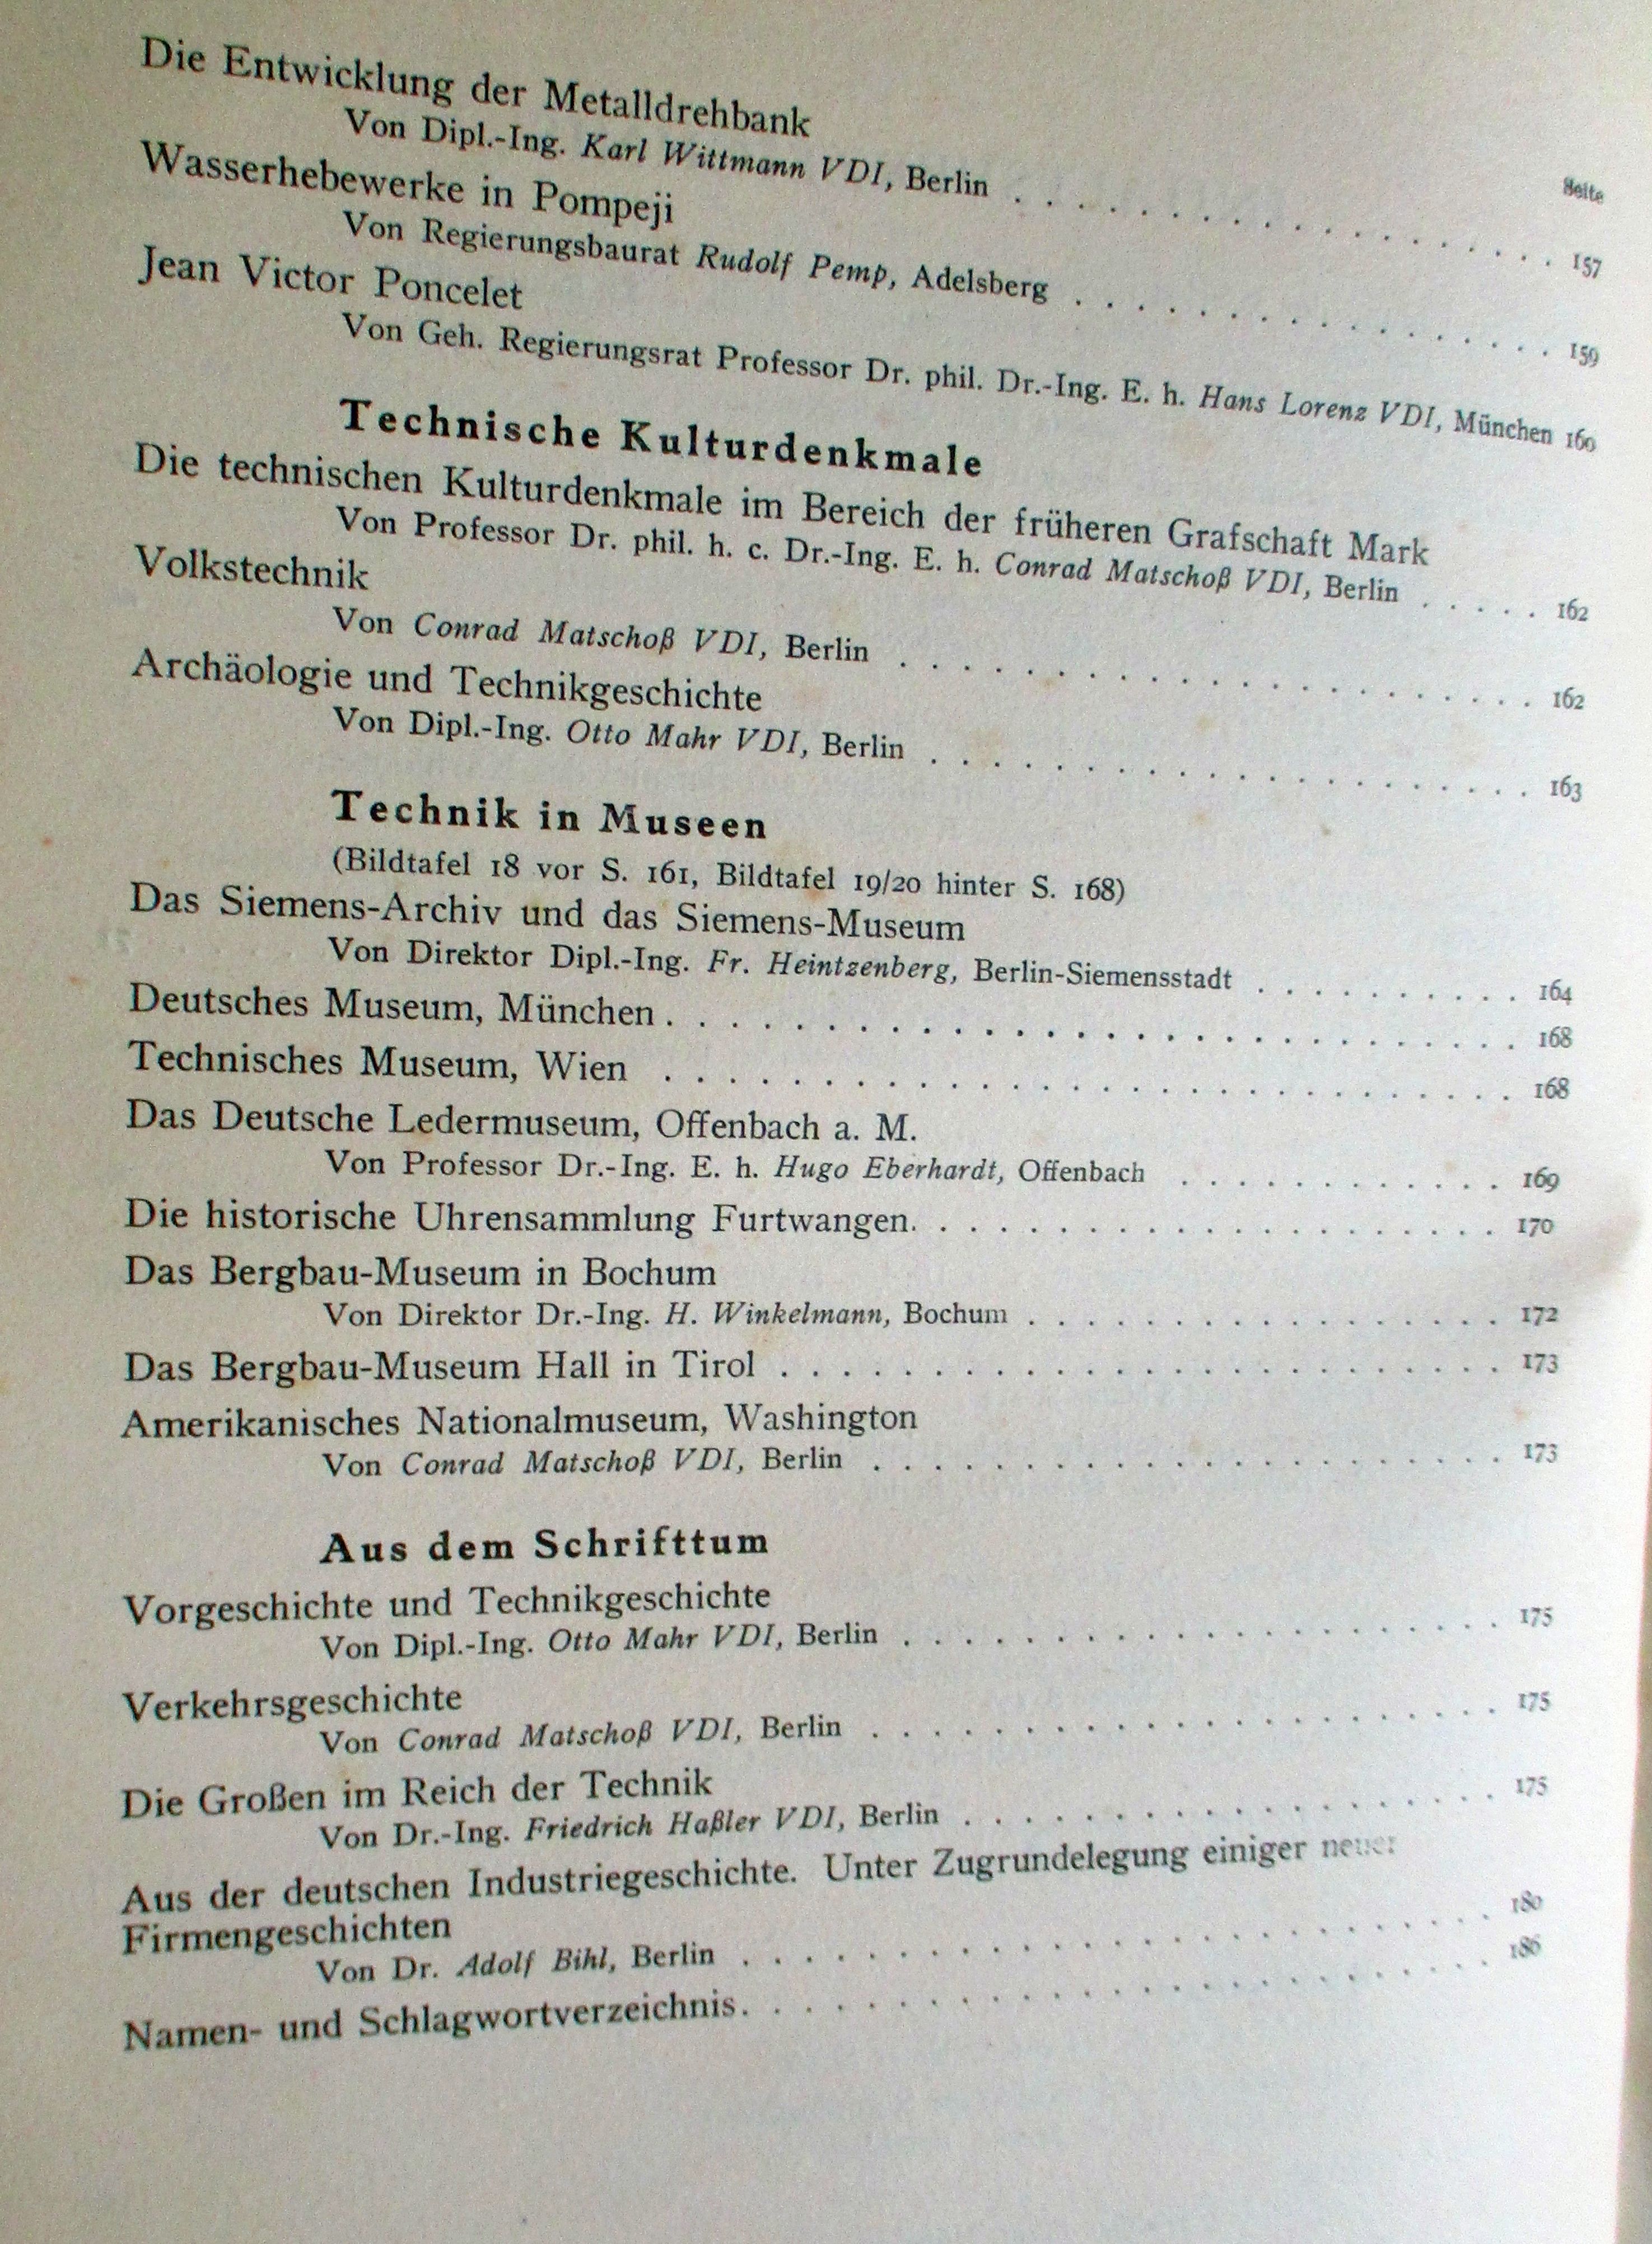 Seite
Die Entwicklung der Metalldrehbank
Von Dipl.-Ing. Karl Wittmann VDI, Berlin . . . . . . . . . . . . . . . . . . 157
Wasserhebewerke in Pompeji
Von Regierungsbaurat Rudolf Pemp, Adelsberg . . . . . . . . . . . . . . . . 159
Jean Victor Poncelet
Von Geh. Regierungsrat Professor Dr. phil. Dr.-Ing. E. h. Hans Lorenz VDI, München 160
Technische Kulturdenkmale
Die technischen Kulturdenkmale im Bereich der früheren Grafschaft Mark
Von Professor Dr. phil. h. c. Dr.-Ing. E. h. Conrad Matschoß VDI, Berlin . . . . . 162
Volkstechnik
Von Conrad Matschoß VDI, Berlin . . . . . . . . . . . . . . . . . . . . . 162
Archäologie und Technikgeschichte
Von Dipl.-Ing. Otto Mahr VDI, Berlin . . . . . . . . . . . . . . . . . . . . 163
Technik in Museen
(Bildtafel 18 vor S. 161, Bildtafel 19/20 hinter S. 168)
Das Siemens-Archiv und das Siemens-Museum
Von Direktor Dipl.-Ing. Fr. Heintzenberg, Berlin-Siemensstadt . . . . . . . . . 164
Deutsches Museum, München . . . . . . . . . . . . . . . . . . . . . . . . . . 168
Technisches Museum, Wien . . . . . . . . . . . . . . . . . . . . . . . . . . 168
Das Deutsche Ledermuseum, Offenbach a. M.
Von Professor Dr.-Ing. E. h. Hugo Eberhardt, Offenbach . . . . . . . . . . . 169
Die historische Uhrensammlung Furtwangen. . . . . . . . . . . . . . . . . . . . 170
Das Bergbau-Museum in Bochum
Von Direktor Dr.-Ing. H. Winkelmann, Bochum . . . . . . . . . . . . . . . . 172
Das Bergbau-Museum Hall in Tirol . . . . . . . . . . . . . . . . . . . . . . . . 173
Amerikanisches Nationalmuseum, Washington
Von Conrad Matschoß VDI, Berlin . . . . . . . . . . . . . . . . . . . . . 173
Aus dem Schrifttum
Vorgeschichte und Technikgeschichte
Von Dipl.-Ing. Otto Mahr VDI, Berlin . . . . . . . . . . . . . . . . . . . . 175
Verkehrsgeschichte
Von Conrad Matschoß VDI, Berlin . . . . . . . . . . . . . . . . . . . . . 175
Die Großen im Reich der Technik
Von Dr.-Ing. Friedrich Haßler VDI, Berlin . . . . . . . . . . . . . . . . . . 175
Aus der deutschen Industriegeschichte. Unter Zugrundelegung einiger neuer
Firmengeschichten
Von Dr. Adolf Bihl, Berlin . . . . . . . . . . . . . . . . . . . . . . . . . 180
Namen- und Schlagwortverzeichnis. . . . . . . . . . . . . . . . . . . . . . . . . 186